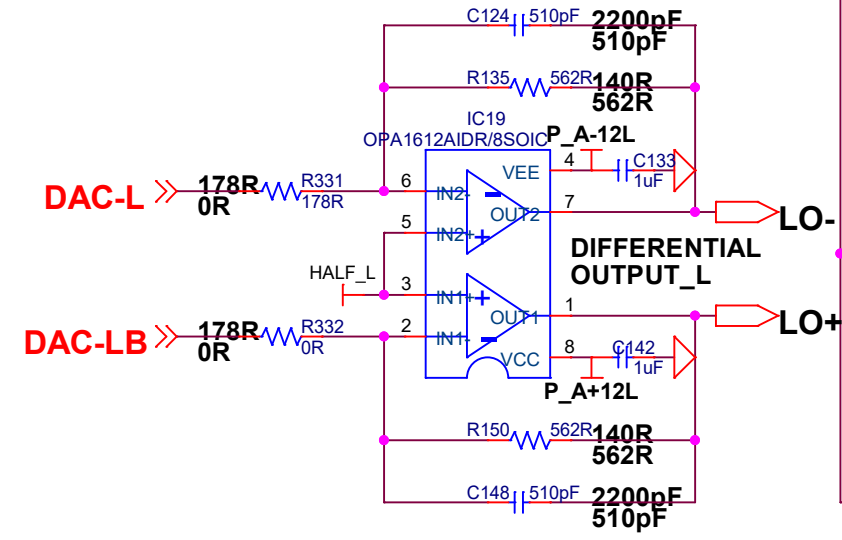 C124 510pF 2200pF
510pF
R135 562R 140R
562R
IC19
OPA1612AIDR/8SOIC P_A-12L
4
VEE
C133
1uF
DAC-L 178R R331
0R 178R
6 IN2-
7
OUT2
5 IN2+
LO-
DIFFERENTIAL
OUTPUT_L
HALF_L
3 IN1+
1
OUT1
LO+
DAC-LB 178R R332
0R 0R
2 IN1-
8
VCC
C142
1uF
P_A+12L
R150 562R 140R
562R
C148 510pF 2200pF
510pF